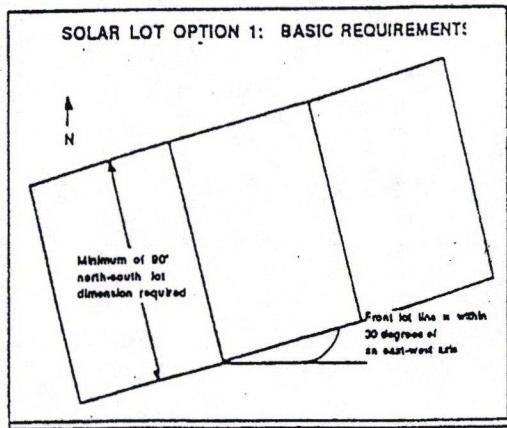 SOLAR LOT OPTION 1: BASIC REQUIREMENTS
N
Minimum of 90'
north-south lot
dimension required
Front lot line is within
30 degrees of
an east-west axis